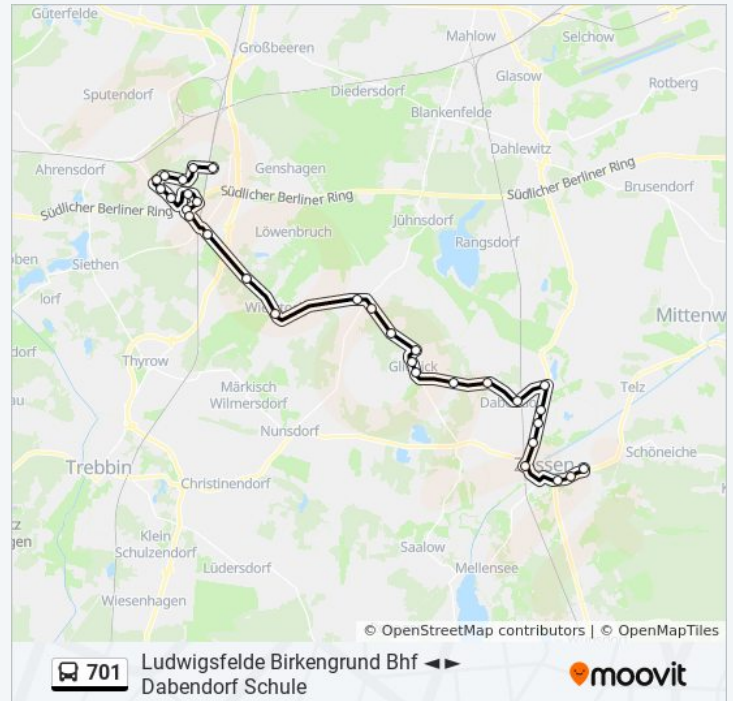 Güterfelde
Mahlow
Selchow
Großbeeren
Glasow
Rotberg
Sputendorf
Diedersdorf
Blankenfelde
Dahlewitz
Ahrensdorf
Genshagen
Südlicher Berliner Ring
Südlicher Berliner Ring
Brusendorf
Südlicher Berliner Ring
Jühnsdorf
Löwenbruch
Rangsdorf
Siethen
Mittenw
Thyrow
Märkisch
Wilmersdorf
Telz
Nunsdorf
Schöneiche
Trebbin
Christinendorf
Klein
Schulzendorf
Saalow
Lüdersdorf
Mellensee
Wiesenhagen
© OpenStreetMap contributors | © OpenMapTiles
701
Ludwigsfelde Birkengrund Bhf ◄►
Dabendorf Schule
moovit